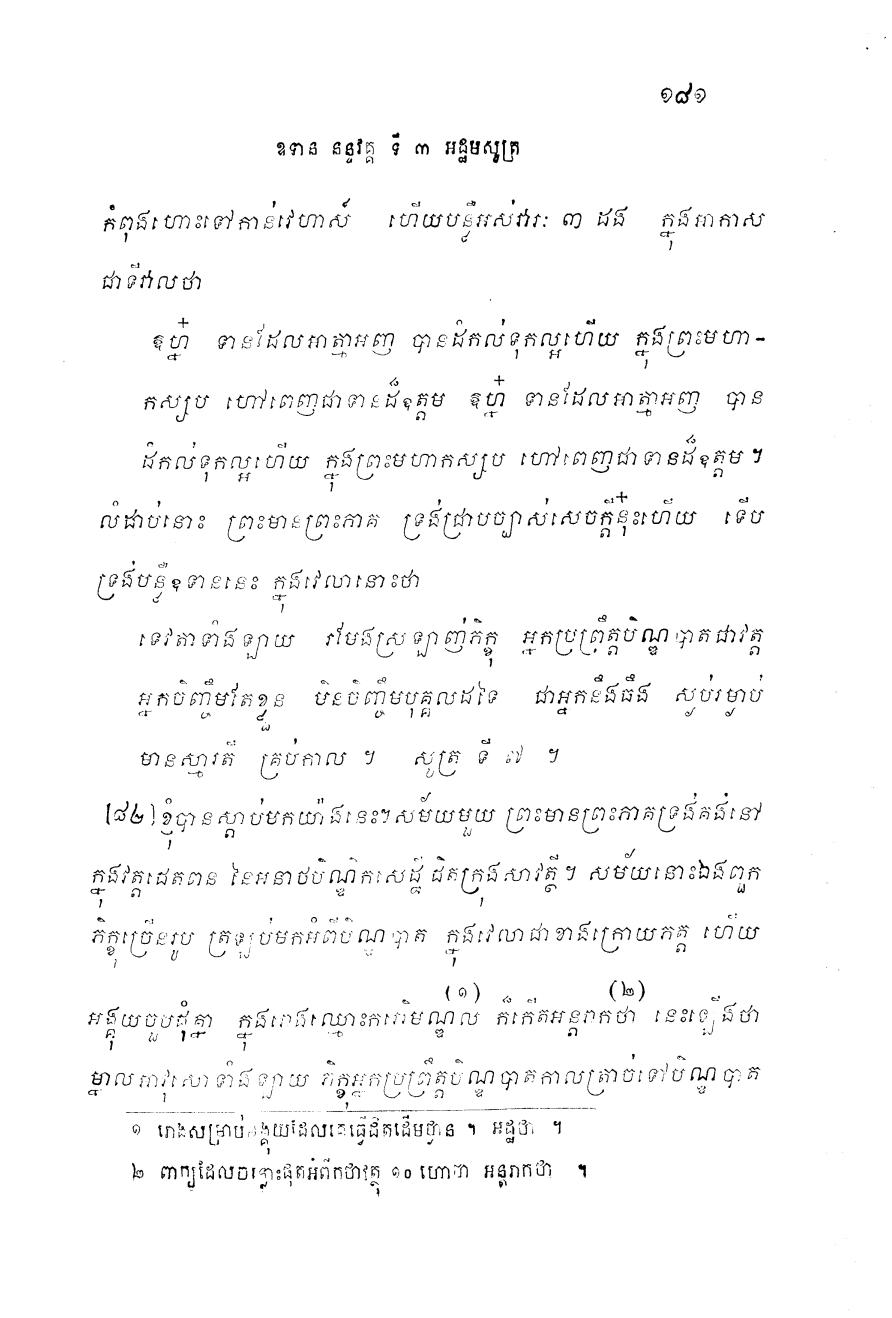 ១៨១
ឧទាន នន្ទវគ្គ ទី ៣ អដ្ឋមសូត្រ
កំពុងហោះទៅកាន់វេហាស៍ ហើយបន្លឺអស់វារៈ ៣ ដង ក្នុងអាកាស
ជាទីវាលថា
ឧហ្ន៎ ទានដែលអាត្មាអញ បានដំកល់ទុកល្អហើយ ក្នុងព្រះមហា-
កស្សប ហៅពេញជាទានដ៏ឧត្តម ឧហ្ន៎ ទានដែលអាត្មាអញ បាន
ដំកល់ទុកល្អហើយ ក្នុងព្រះមហាកស្សប ហៅពេញជាទានដ៏ឧត្តម ។
លំដាប់នោះ ព្រះមានព្រះភាគ ទ្រង់ជ្រាបច្បាស់សេចក្តីនុ៎ះហើយ ទើប
ទ្រង់បន្លឺឧទាននេះ ក្នុងវេលានោះថា
ទេវតាទាំងឡាយ រមែងស្រឡាញ់ភិក្ខុ អ្នកប្រព្រឹត្តបិណ្ឌបាតជាវត្ត
អ្នកចិញ្ចឹមតែខ្លួន មិនចិញ្ចឹមបុគ្គលដទៃ ជាអ្នកនឹងធឹង ស្ងប់រម្ងាប់
មានស្មារតី គ្រប់កាល ។ សូត្រ ទី ៧ ។
[៨២] ខ្ញុំបានស្តាប់មកយ៉ាងនេះ។ សម័យមួយ ព្រះមានព្រះភាគទ្រង់គង់នៅ
ក្នុងវត្តជេតពន នៃអនាថបិណ្ឌិកសេដ្ឋី ជិតក្រុងសាវត្ថី។ សម័យនោះឯងពួក
ភិក្ខុច្រើនរូប ត្រឡប់មកអំពីបិណ្ឌបាត ក្នុងវេលាជាខាងក្រោយភត្ត ហើយ
អង្គុយចួបជុំគ្នា ក្នុងរោងឈ្មោះករេរិមណ្ឌល (១) ក៏កើតអន្តរាកថា (២) នេះឡើងថា
ម្នាលអាវុសោទាំងឡាយ ភិក្ខុអ្នកប្រព្រឹត្តបិណ្ឌបាតកាលត្រាច់ទៅបិណ្ឌបាត
១ រោងសម្រាប់អង្គុយដែលគេធ្វើជិតដើមថ្ងាន ។ អដ្ឋថា ។
២ ពាក្យដែលចន្លោះផុតអំពីកថាវត្ថុ ១០ ហៅថា អន្តរាកថា ។